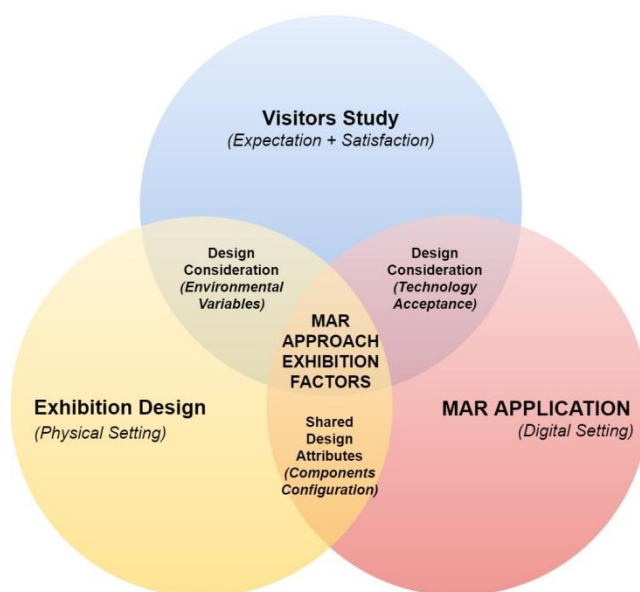 Visitors Study
(Expectation + Satisfaction)
Design
Consideration
(Environmental
Variables)
Design
Consideration
(Technology
Acceptance)
MAR
APPROACH
EXHIBITION
FACTORS
Exhibition Design
(Physical Setting)
MAR APPLICATION
(Digital Setting)
Shared
Design
Attributes
(Components
Configuration)